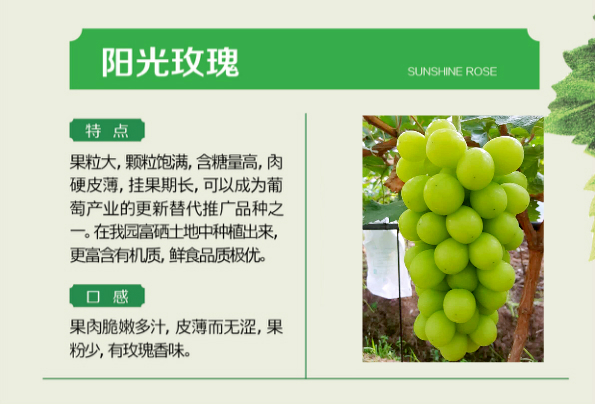 阳光玫瑰
SUNSHINE ROSE
特 点
果粒大，颗粒饱满，含糖量高，肉
硬皮薄，挂果期长，可以成为葡
萄产业的更新替代推广品种之
一。在我园富硒土地中种植出来，
更富含有机质，鲜食品质极优。
口 感
果肉脆嫩多汁，皮薄而无涩，果
粉少，有玫瑰香味。